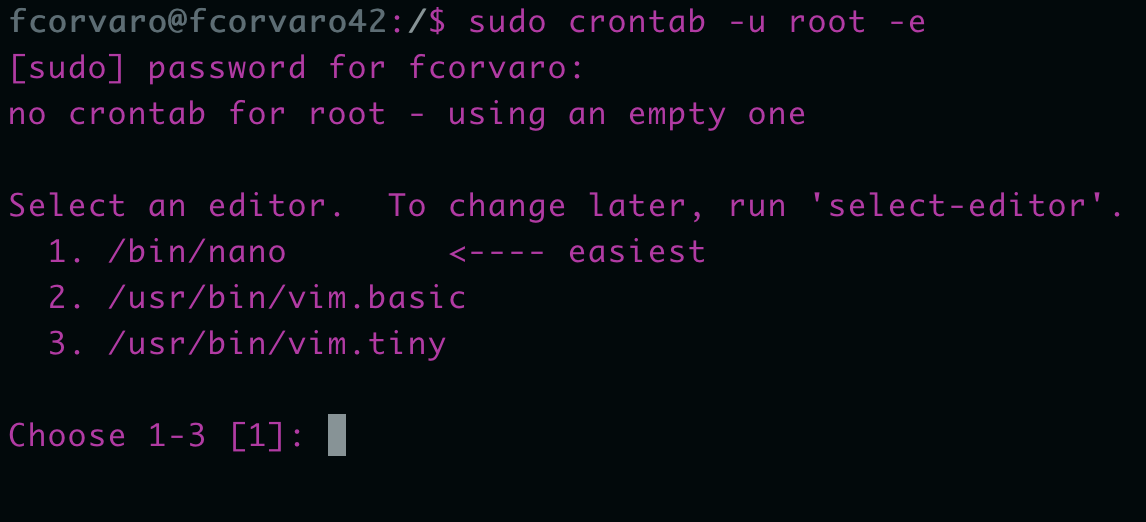 fcorvaro@fcorvaro42:/$ sudo crontab -u root -e
[sudo] password for fcorvaro:
no crontab for root - using an empty one

Select an editor.  To change later, run 'select-editor'.
  1. /bin/nano        <---- easiest
  2. /usr/bin/vim.basic
  3. /usr/bin/vim.tiny

Choose 1-3 [1]: